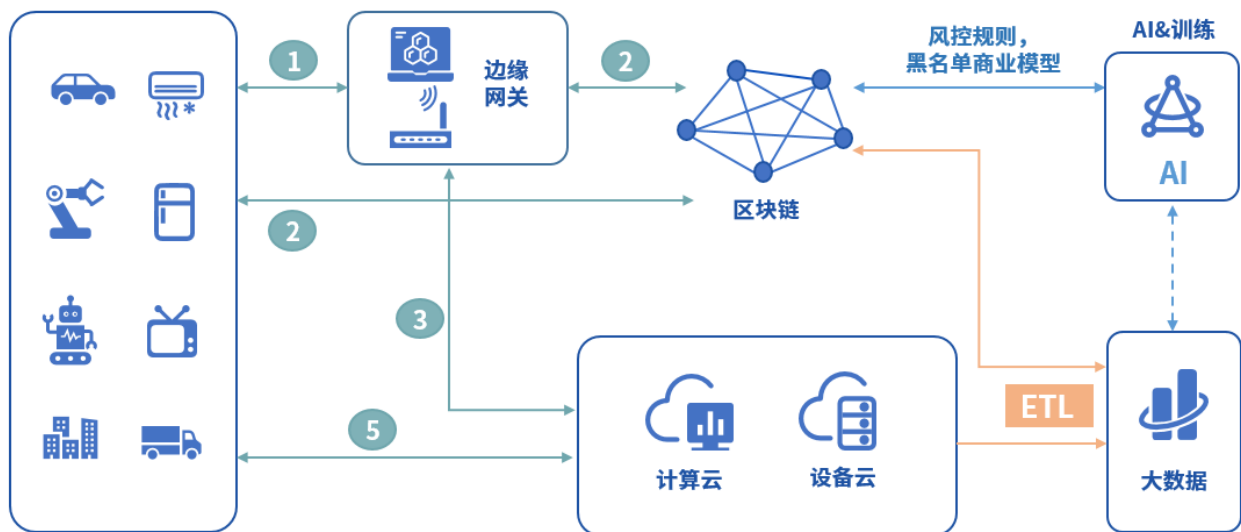 AI&训练
风控规则，
黑名单商业模型
1
边缘
网关
2
AI
区块链
2
3
ETL
5
计算云
设备云
大数据